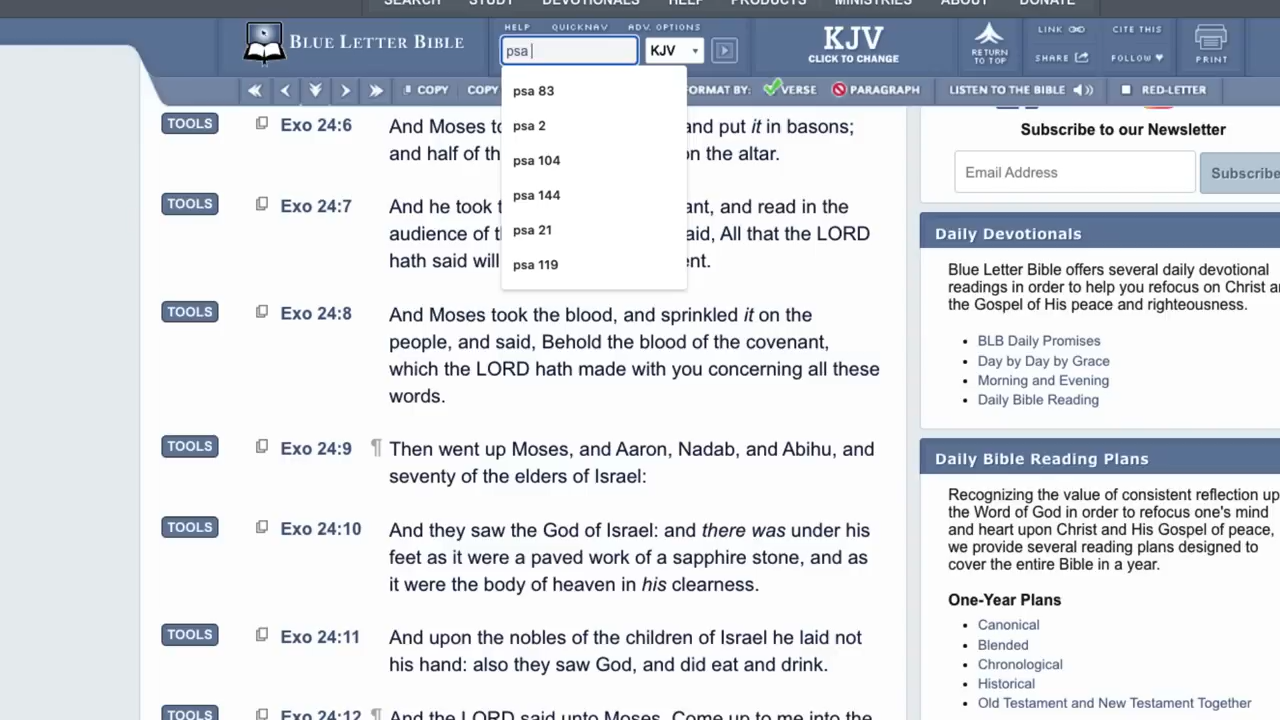 SEARCH STUDY DEVOTIONALS HELP PRODUCTS MINISTRIES ABOUT DONATE
HELP QUICKNAV ADV. OPTIONS
BLUE LETTER BIBLE
psa
KJV
KJV
CLICK TO CHANGE
RETURN
TO TOP
LINK
CITE THIS
SHARE
FOLLOW
PRINT
COPY COPY
FORMAT BY: VERSE PARAGRAPH
LISTEN TO THE BIBLE
RED-LETTER
psa 83
psa 2
psa 104
psa 144
psa 21
psa 119
TOOLS Exo 24:6 And Moses and put it in basons;
and half of th on the altar.
TOOLS Exo 24:7 And he took ant, and read in the
audience of t aid, All that the LORD
hath said will ent.
TOOLS Exo 24:8 And Moses took the blood, and sprinkled it on the
people, and said, Behold the blood of the covenant,
which the LORD hath made with you concerning all these
words.
TOOLS Exo 24:9 ¶ Then went up Moses, and Aaron, Nadab, and Abihu, and
seventy of the elders of Israel:
TOOLS Exo 24:10 And they saw the God of Israel: and there was under his
feet as it were a paved work of a sapphire stone, and as
it were the body of heaven in his clearness.
TOOLS Exo 24:11 And upon the nobles of the children of Israel he laid not
his hand: also they saw God, and did eat and drink.
TOOLS Exo 24:12 ¶ And the LORD said unto Moses, Come up to me into the
Subscribe to our Newsletter
Email Address
Subscribe
Daily Devotionals
Blue Letter Bible offers several daily devotional
readings in order to help you refocus on Christ an
the Gospel of His peace and righteousness.
• BLB Daily Promises
• Day by Day by Grace
• Morning and Evening
• Daily Bible Reading
Daily Bible Reading Plans
Recognizing the value of consistent reflection up
the Word of God in order to refocus one's mind
and heart upon Christ and His Gospel of peace,
we provide several reading plans designed to
cover the entire Bible in a year.
One-Year Plans
• Canonical
• Blended
• Chronological
• Historical
• Old Testament and New Testament Together